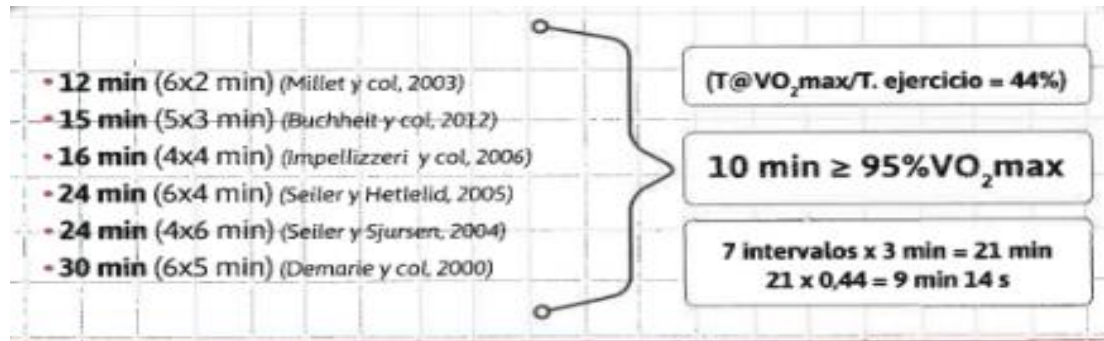 • 12 min (6x2 min) (Millet y col, 2003)
• 15 min (5x3 min) (Buchheit y col, 2012)
• 16 min (4x4 min) (Impellizzeri y col, 2006)
• 24 min (6x4 min) (Seiler y Hetlelid, 2005)
• 24 min (4x6 min) (Seiler y Sjursen, 2004)
• 30 min (6x5 min) (Demarie y col, 2000)
(T@VO₂max/T. ejercicio = 44%)
10 min ≥ 95%VO₂max
7 intervalos x 3 min = 21 min
21 x 0,44 = 9 min 14 s